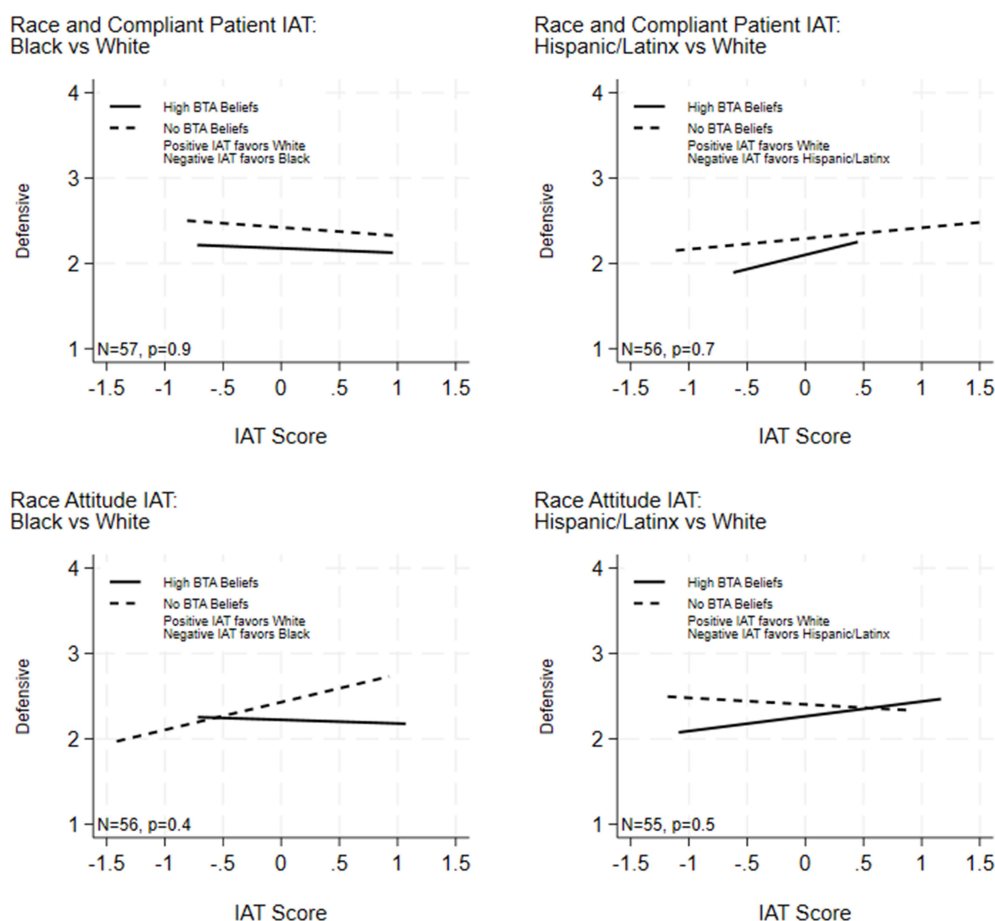 Race and Compliant Patient IAT:
Black vs White
4
3
2
1
Defensive
High BTA Beliefs
No BTA Beliefs
Positive IAT favors White
Negative IAT favors Black
N=57, p=0.9
-1.5 -1 -.5 0 .5 1 1.5
IAT Score
Race and Compliant Patient IAT:
Hispanic/Latinx vs White
4
3
2
1
Defensive
High BTA Beliefs
No BTA Beliefs
Positive IAT favors White
Negative IAT favors Hispanic/Latinx
N=56, p=0.7
-1.5 -1 -.5 0 .5 1 1.5
IAT Score
Race Attitude IAT:
Black vs White
4
3
2
1
Defensive
High BTA Beliefs
No BTA Beliefs
Positive IAT favors White
Negative IAT favors Black
N=56, p=0.4
-1.5 -1 -.5 0 .5 1 1.5
IAT Score
Race Attitude IAT:
Hispanic/Latinx vs White
4
3
2
1
Defensive
High BTA Beliefs
No BTA Beliefs
Positive IAT favors White
Negative IAT favors Hispanic/Latinx
N=55, p=0.5
-1.5 -1 -.5 0 .5 1 1.5
IAT Score